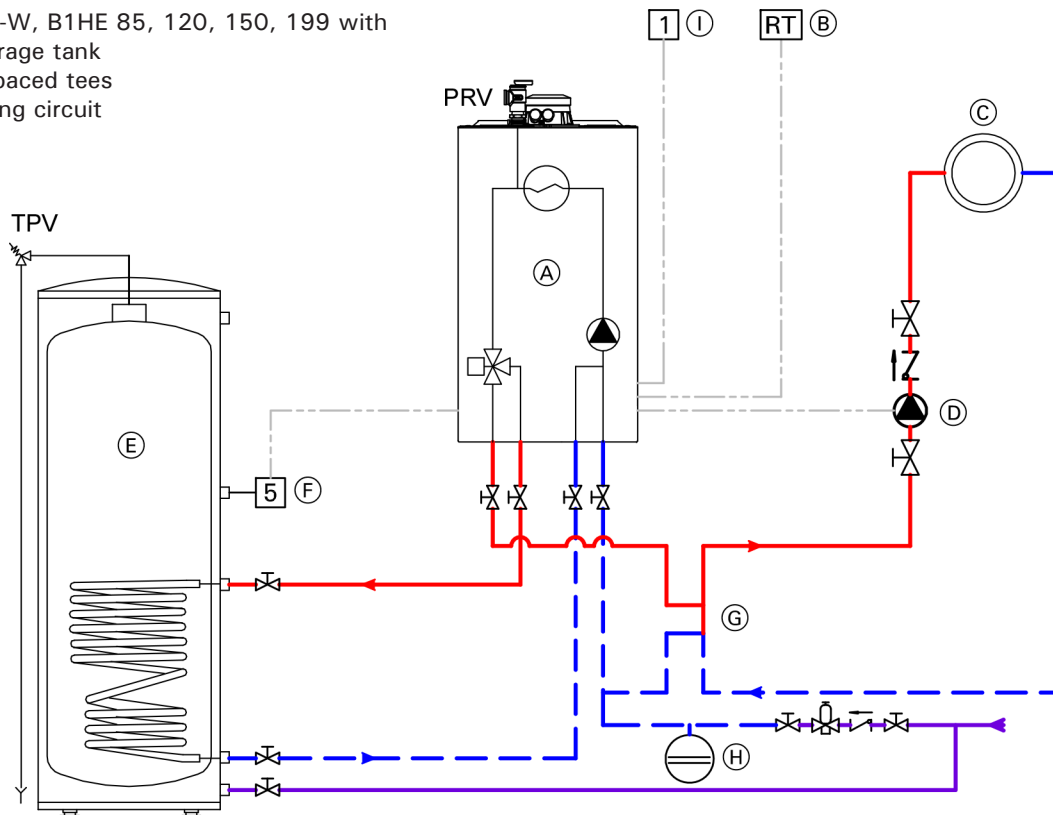 -W, B1HE 85, 120, 150, 199 with
rage tank
paced tees
ng circuit
1 I
RT B
PRV
C
TPV
A
D
E
5 F
G
H